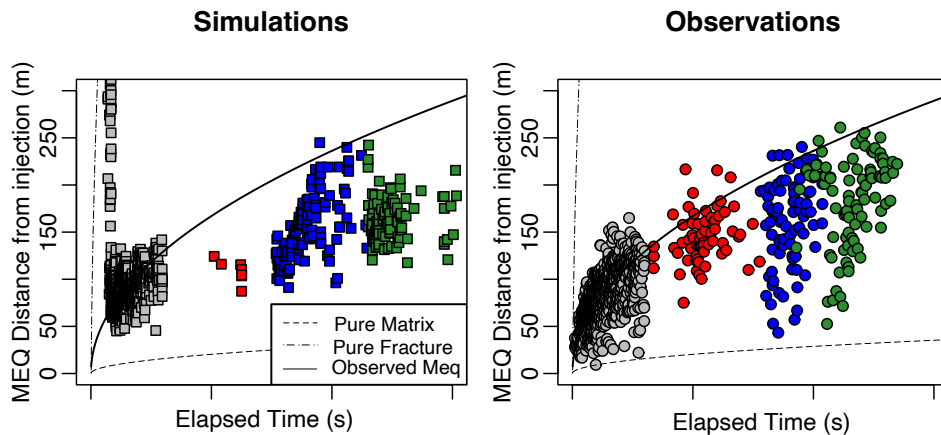 Simulations
Observations
MEQ Distance from injection (m)
0
50
150
250
Elapsed Time (s)
Pure Matrix
Pure Fracture
Observed Meq
MEQ Distance from injection (m)
0
50
150
250
Elapsed Time (s)